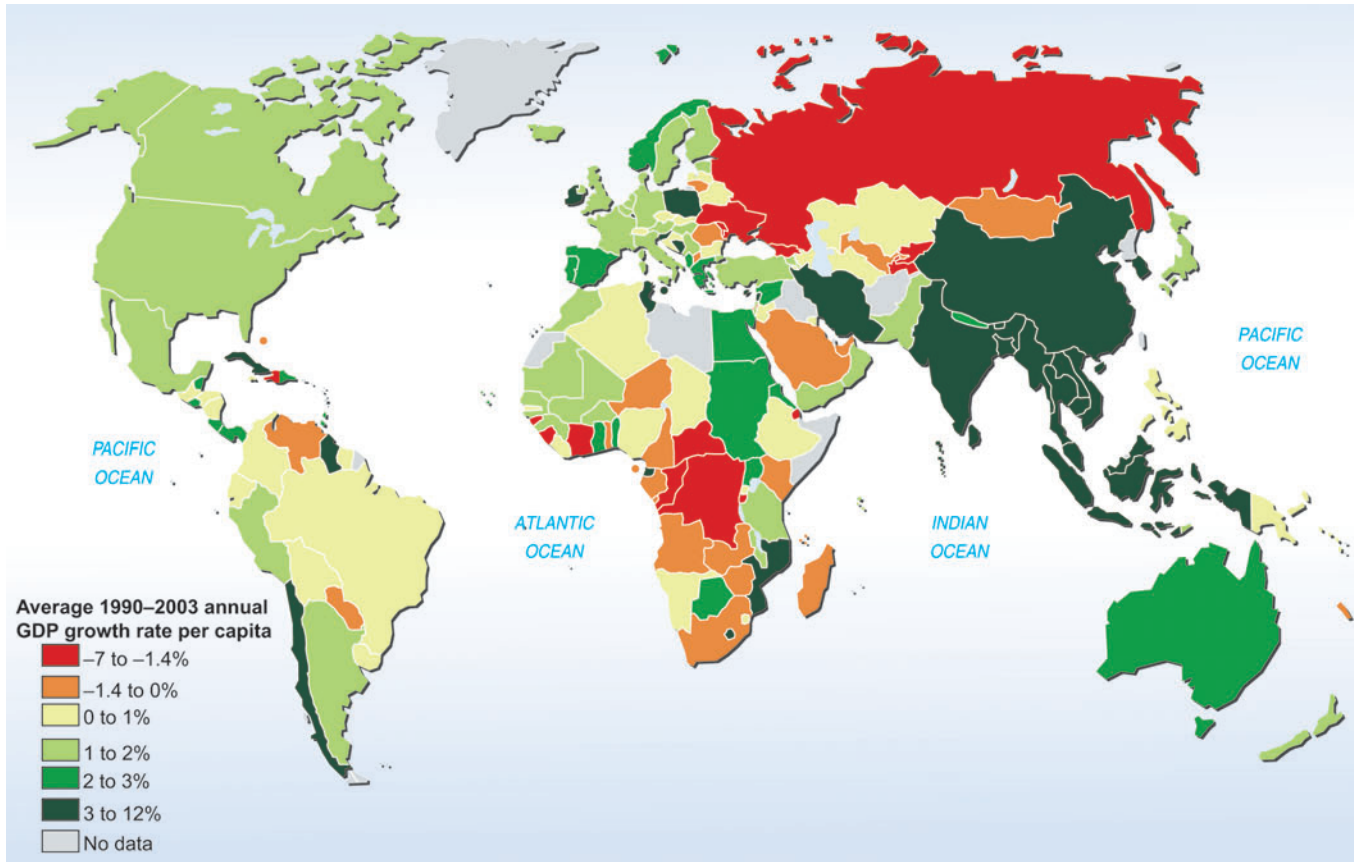 PACIFIC
OCEAN
PACIFIC
OCEAN
ATLANTIC
OCEAN
INDIAN
OCEAN
Average 1990–2003 annual
GDP growth rate per capita
–7 to –1.4%
–1.4 to 0%
0 to 1%
1 to 2%
2 to 3%
3 to 12%
No data